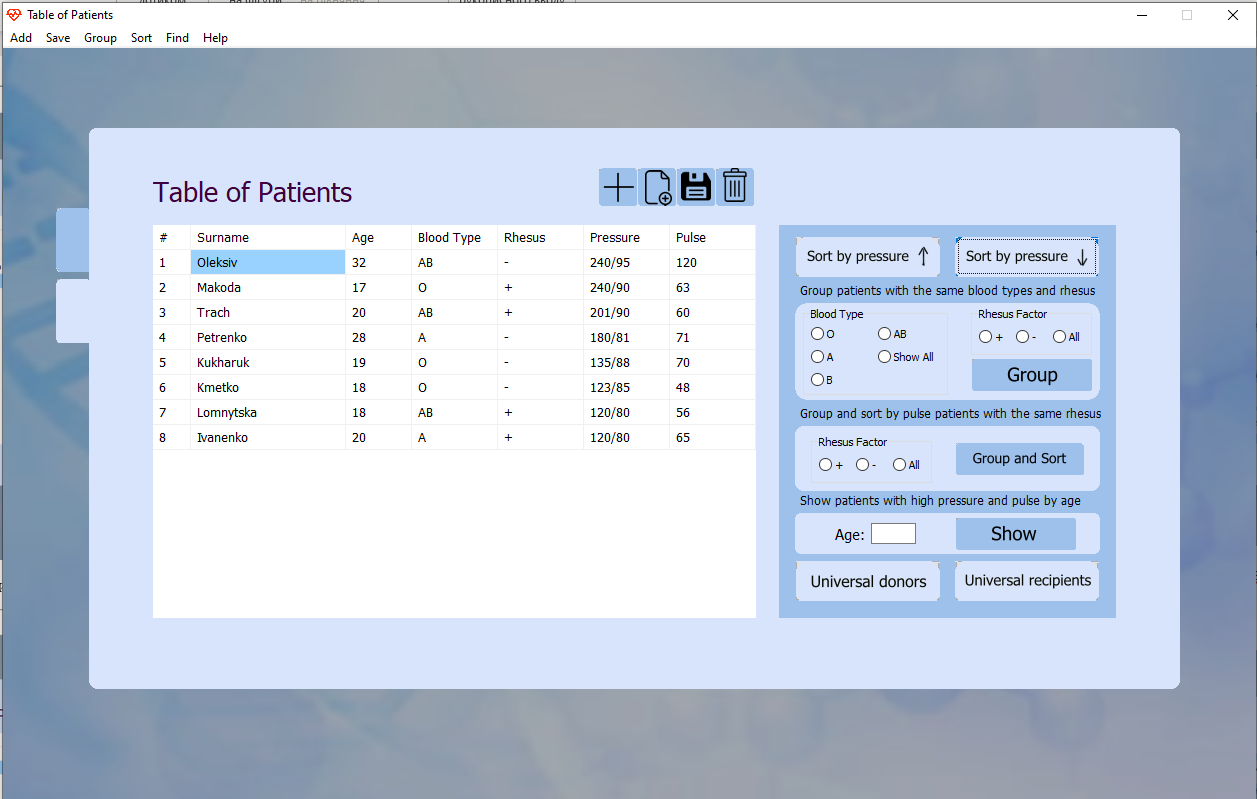 Table of Patients
Add Save Group Sort Find Help
Table of Patients
# Surname Age Blood Type Rhesus Pressure Pulse
1 Oleksiv 32 AB - 240/95 120
2 Makoda 17 O + 240/90 63
3 Trach 20 AB + 201/90 60
4 Petrenko 28 A - 180/81 71
5 Kukharuk 19 O - 135/88 70
6 Kmetko 18 O - 123/85 48
7 Lomnytska 18 AB + 120/80 56
8 Ivanenko 20 A + 120/80 65
Sort by pressure ↑ Sort by pressure ↓
Group patients with the same blood types and rhesus
Blood Type
O AB
A Show All
B
Rhesus Factor
+ - All
Group
Group and sort by pulse patients with the same rhesus
Rhesus Factor
+ - All
Group and Sort
Show patients with high pressure and pulse by age
Age: Show
Universal donors Universal recipients